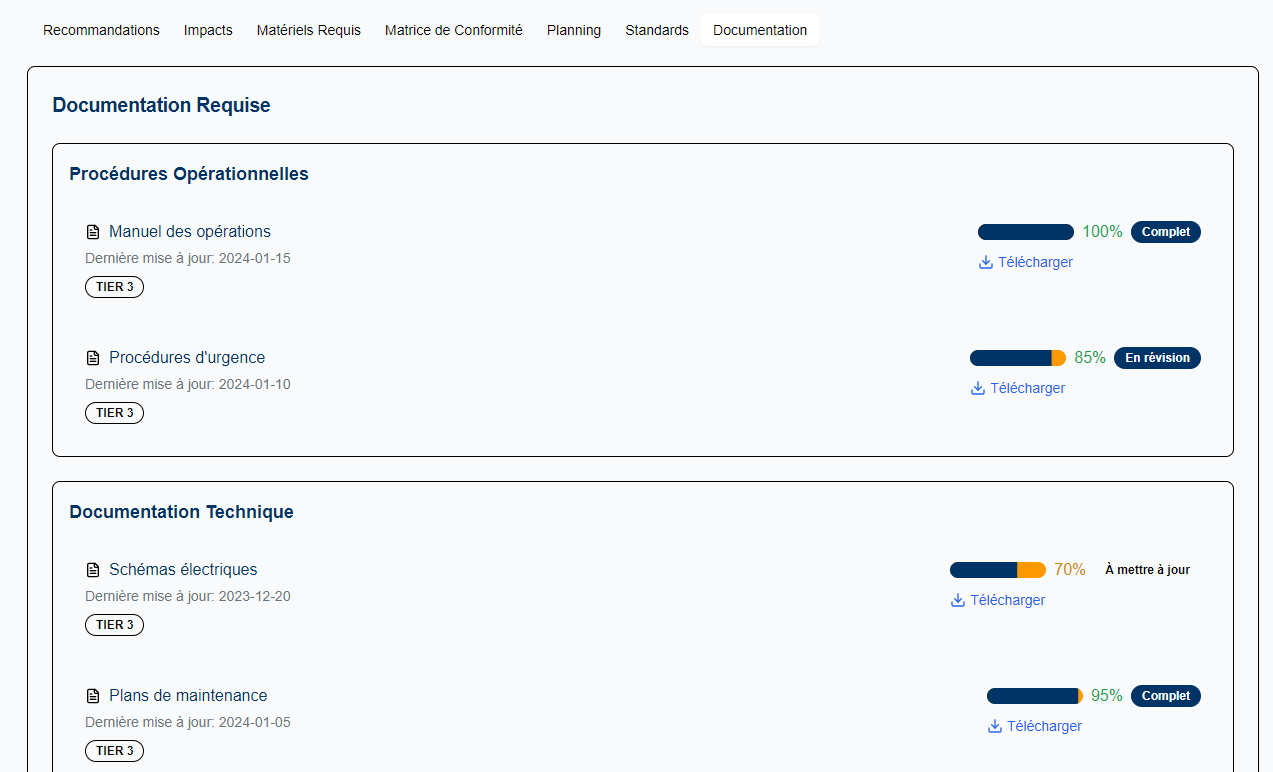 Recommandations Impacts Matériels Requis Matrice de Conformité Planning Standards Documentation
Documentation Requise
Procédures Opérationnelles
Manuel des opérations 100% Complet
Dernière mise à jour: 2024-01-15 Télécharger
TIER 3
Procédures d'urgence 85% En révision
Dernière mise à jour: 2024-01-10 Télécharger
TIER 3
Documentation Technique
Schémas électriques 70% À mettre à jour
Dernière mise à jour: 2023-12-20 Télécharger
TIER 3
Plans de maintenance 95% Complet
Dernière mise à jour: 2024-01-05 Télécharger
TIER 3